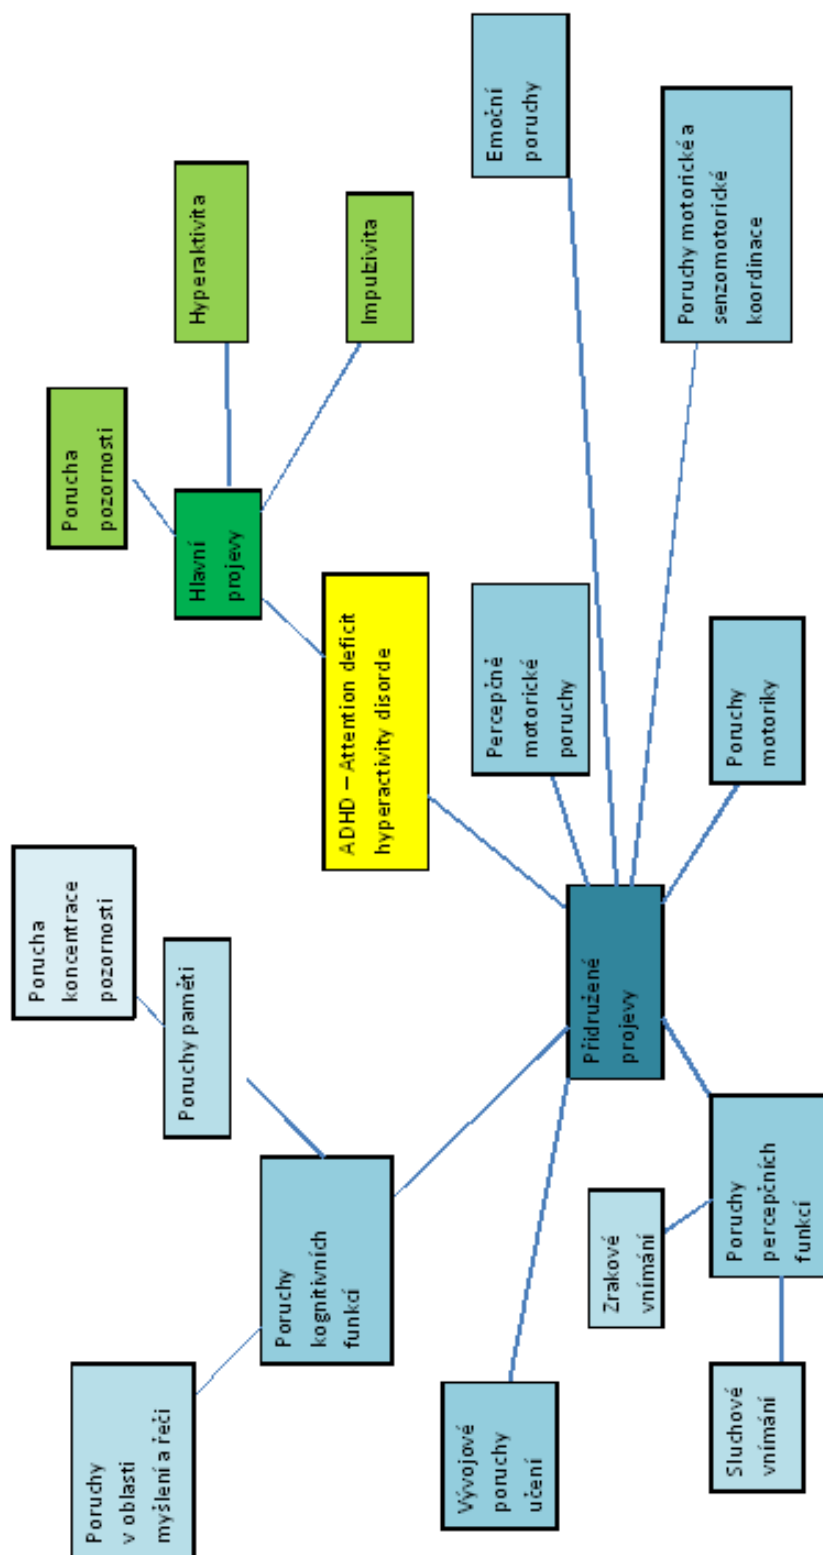 Poruchy
v oblasti
myšlení a řeči
Porucha
koncentrace
pozornosti
Poruchy paměti
Porucha
pozornosti
Hyperaktivita
Hlavní
projevy
Impulzivita
Poruchy
kognitivních
funkcí
ADHD – Attention deficit
hyperactivity disorde
Vývojové
poruchy
učení
Percepčně
motorické
poruchy
Emoční
poruchy
Přidružené
projevy
Zrakové
vnímání
Sluchové
vnímání
Poruchy
percepčních
funkcí
Poruchy
motoriky
Poruchy motorické a
senzomotorické
koordinace